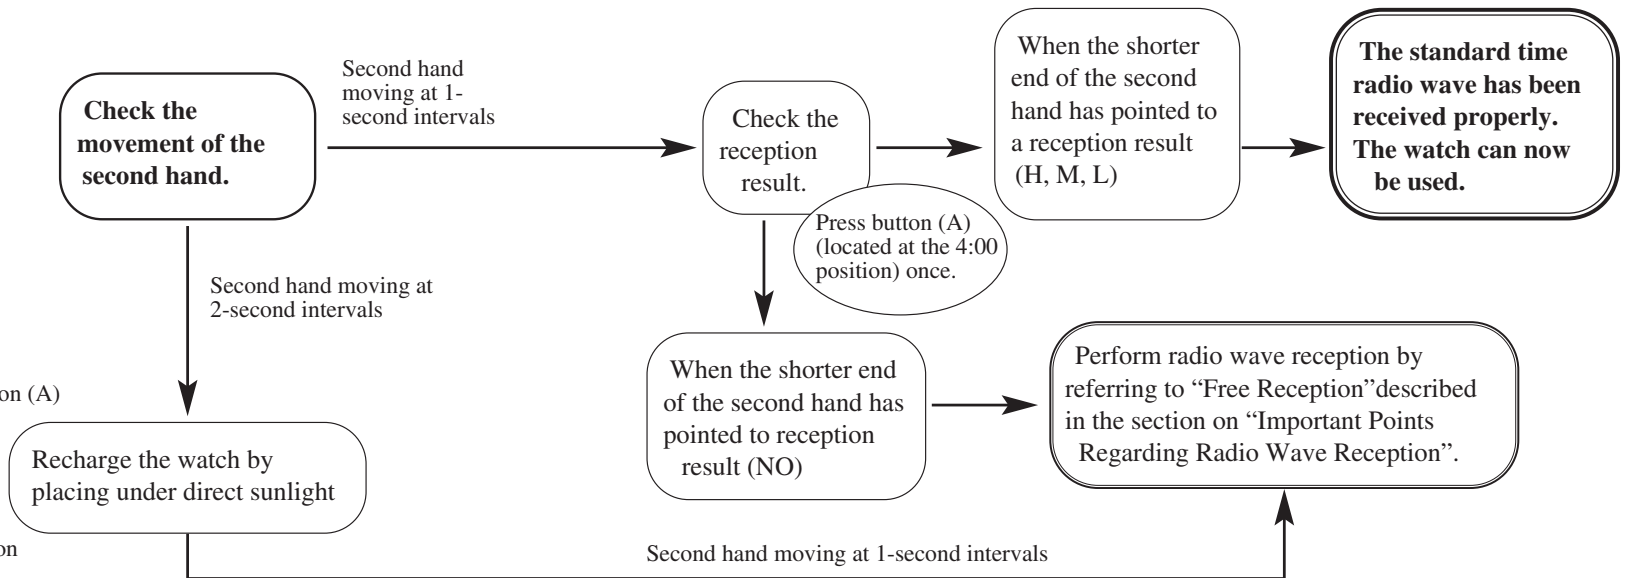 Check the
movement of the
second hand.
Second hand
moving at 1-
second intervals
Check the
reception
result.
Press button (A)
(located at the 4:00
position) once.
When the shorter
end of the second
hand has pointed to
a reception result
(H, M, L)
The standard time
radio wave has been
received properly.
The watch can now
be used.
Second hand moving at
2-second intervals
on (A)
Recharge the watch by
placing under direct sunlight
on
When the shorter end
of the second hand has
pointed to reception
result (NO)
Perform radio wave reception by
referring to “Free Reception”described
in the section on “Important Points
Regarding Radio Wave Reception”.
Second hand moving at 1-second intervals